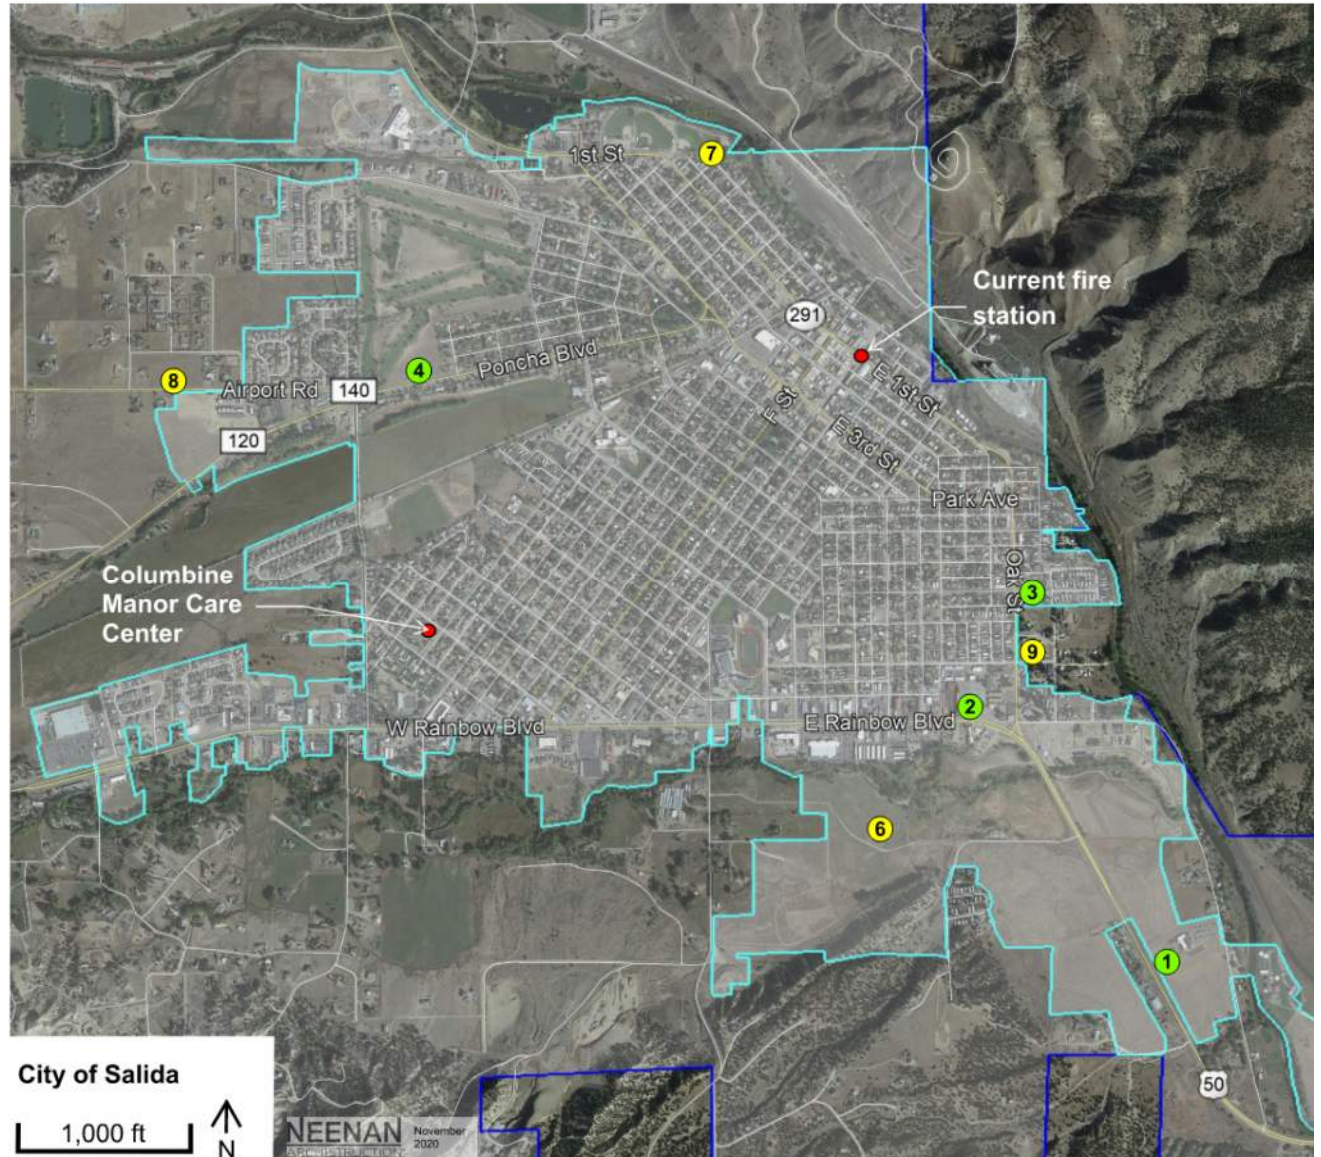 1st St
7
Current fire
station
291
4
Poncha Blvd
8
Airport Rd
140
E 1st St
F St
120
E 3rd St
Park Ave
Columbine
Manor Care
Center
Oak St
3
9
2
W Rainbow Blvd
E Rainbow Blvd
6
1
City of Salida
50
1,000 ft
N
NEENAN
ARCHISTRUCTION
November
2020